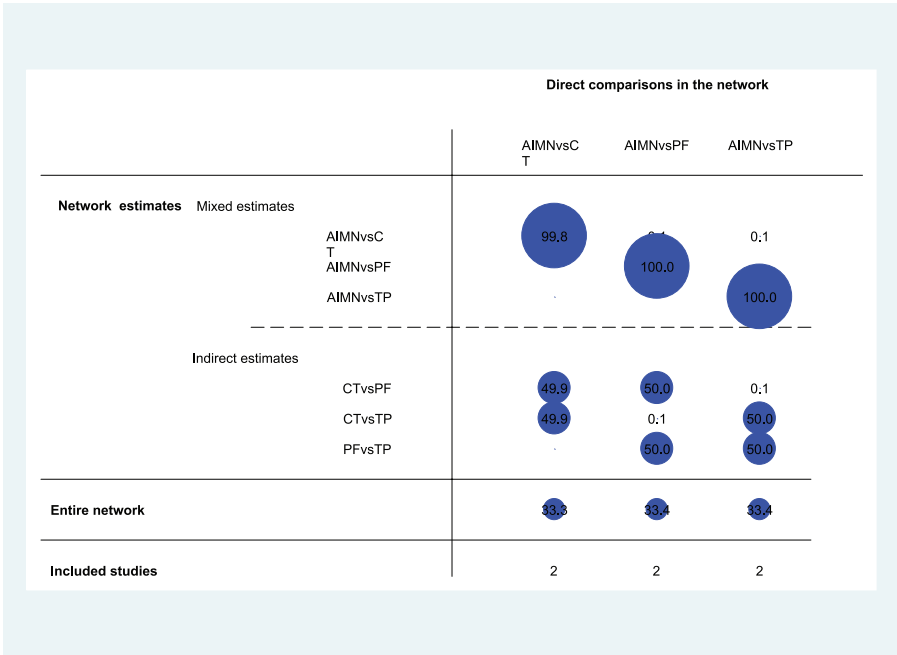 Direct comparisons in the network
AIMNvsC
T
AIMNvsPF
AIMNvsTP
Network estimates
Mixed estimates
AIMNvsC
T
99.8
0.1
AIMNvsPF
100.0
AIMNvsTP
.
100.0
Indirect estimates
CTvsPF
49.9
50.0
0.1
CTvsTP
49.9
0.1
50.0
PFvsTP
.
50.0
50.0
Entire network
33.3
33.4
33.4
Included studies
2
2
2